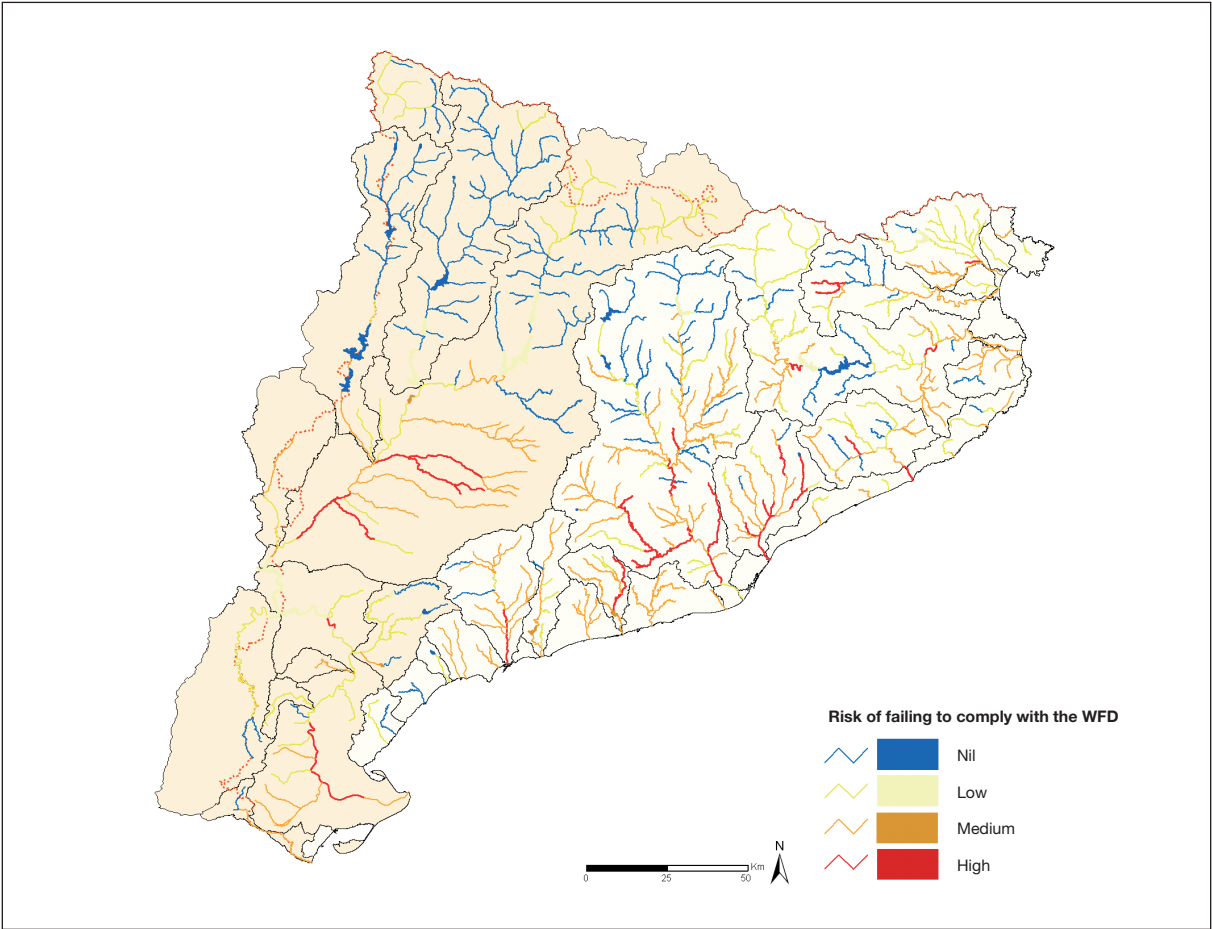 Risk of failing to comply with the WFD
Nil
Low
Medium
High
N
Km
0 25 50